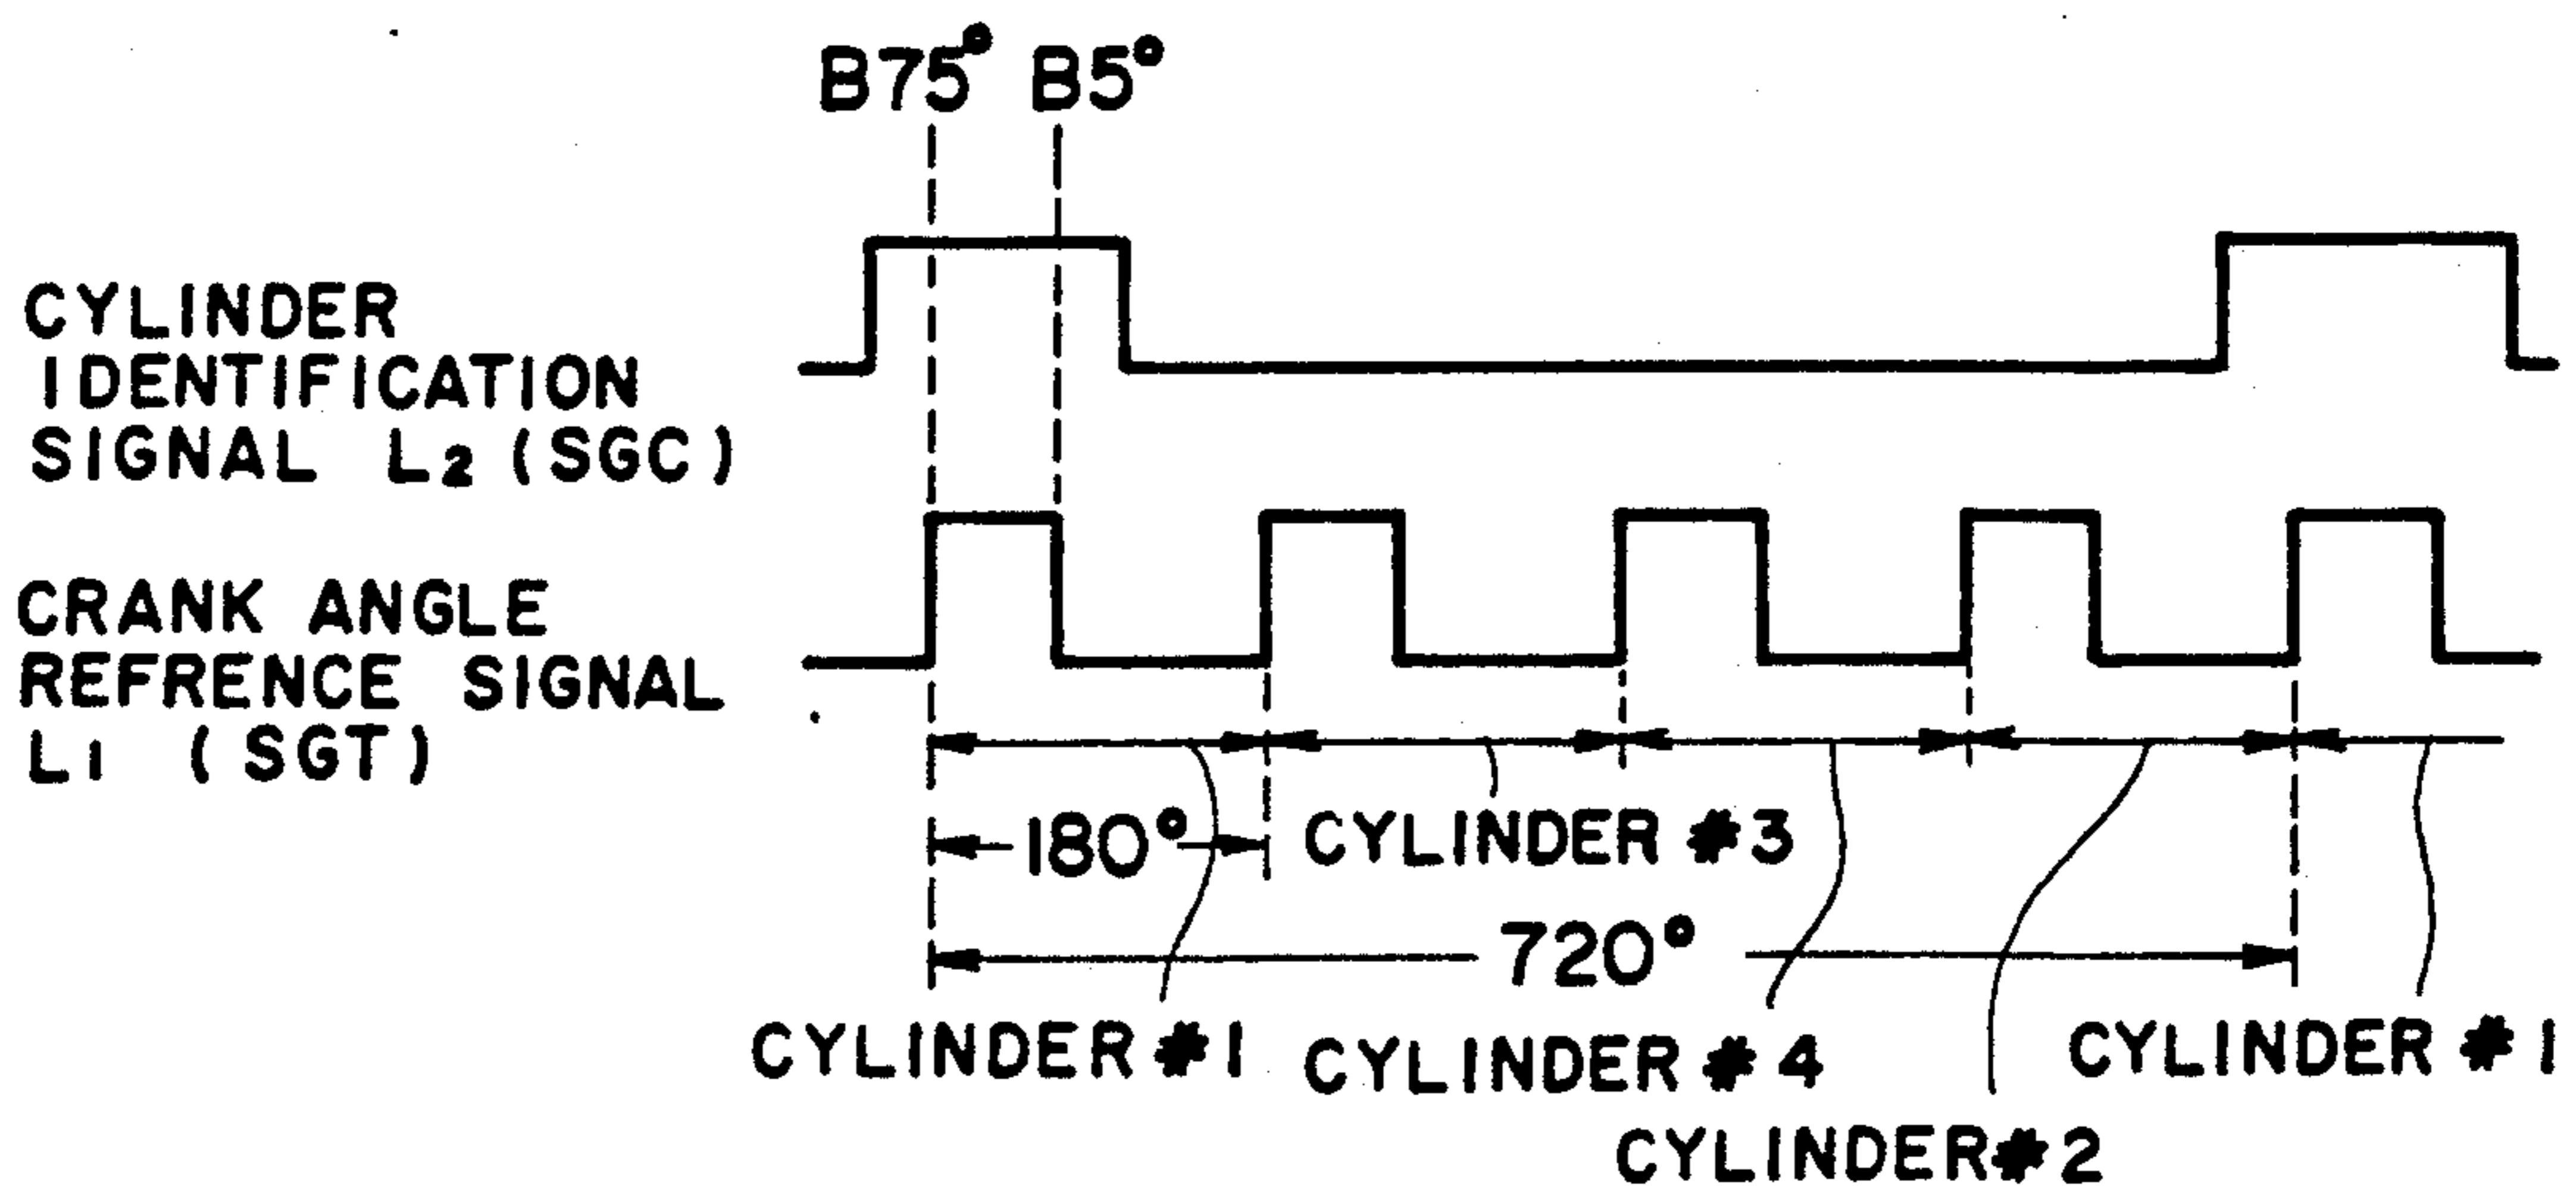 B75° B5°
CYLINDER
IDENTIFICATION
SIGNAL L2 (SGC)
CRANK ANGLE
REFRENCE SIGNAL
L1 (SGT)
180°
CYLINDER #3
720°
CYLINDER #1
CYLINDER #4
CYLINDER #1
CYLINDER #2